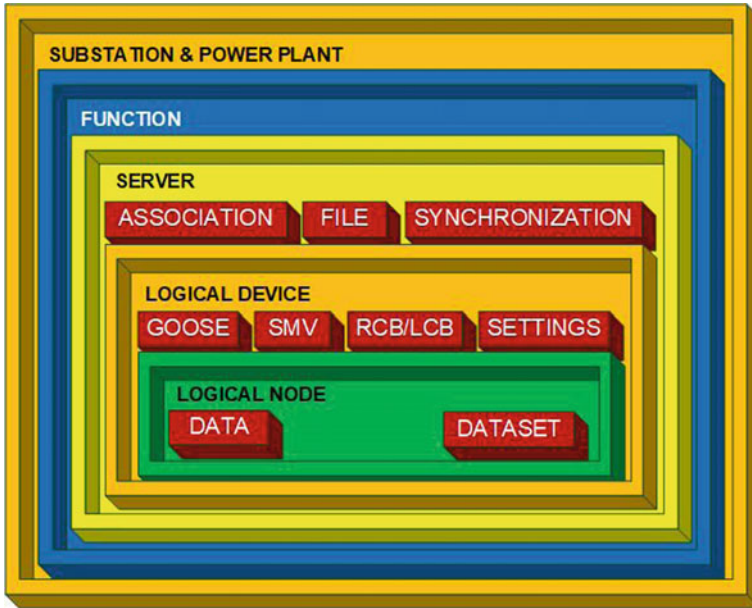 SUBSTATION & POWER PLANT
FUNCTION
SERVER
ASSOCIATION FILE SYNCHRONIZATION
LOGICAL DEVICE
GOOSE SMV RCB/LCB SETTINGS
LOGICAL NODE
DATA DATASET